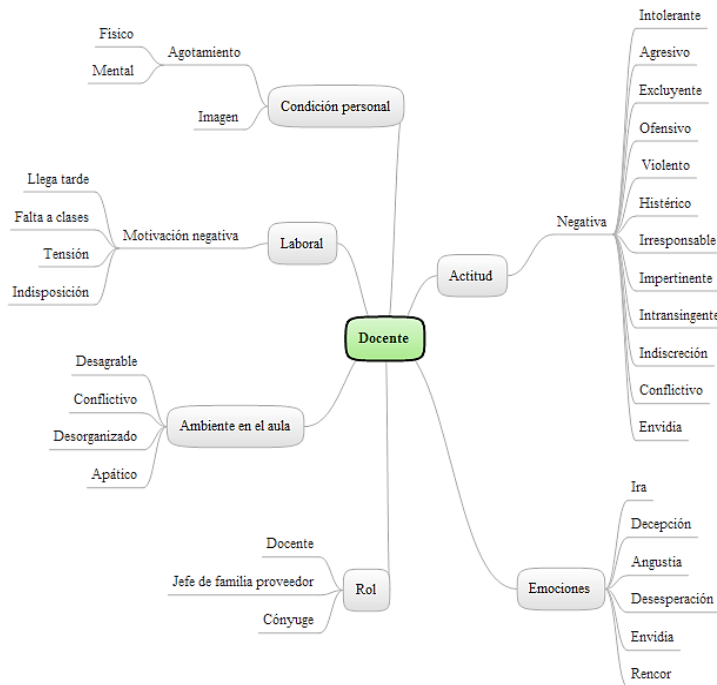 Docente
Condición personal
Agotamiento
Fisico
Mental
Imagen
Laboral
Motivación negativa
Llega tarde
Falta a clases
Tensión
Indisposición
Ambiente en el aula
Desagrable
Conflictivo
Desorganizado
Apático
Rol
Docente
Jefe de familia proveedor
Cónyuge
Actitud
Negativa
Intolerante
Agresivo
Excluyente
Ofensivo
Violento
Histérico
Irresponsable
Impertinente
Intransingente
Indiscreción
Conflictivo
Envidia
Emociones
Ira
Decepción
Angustia
Desesperación
Envidia
Rencor